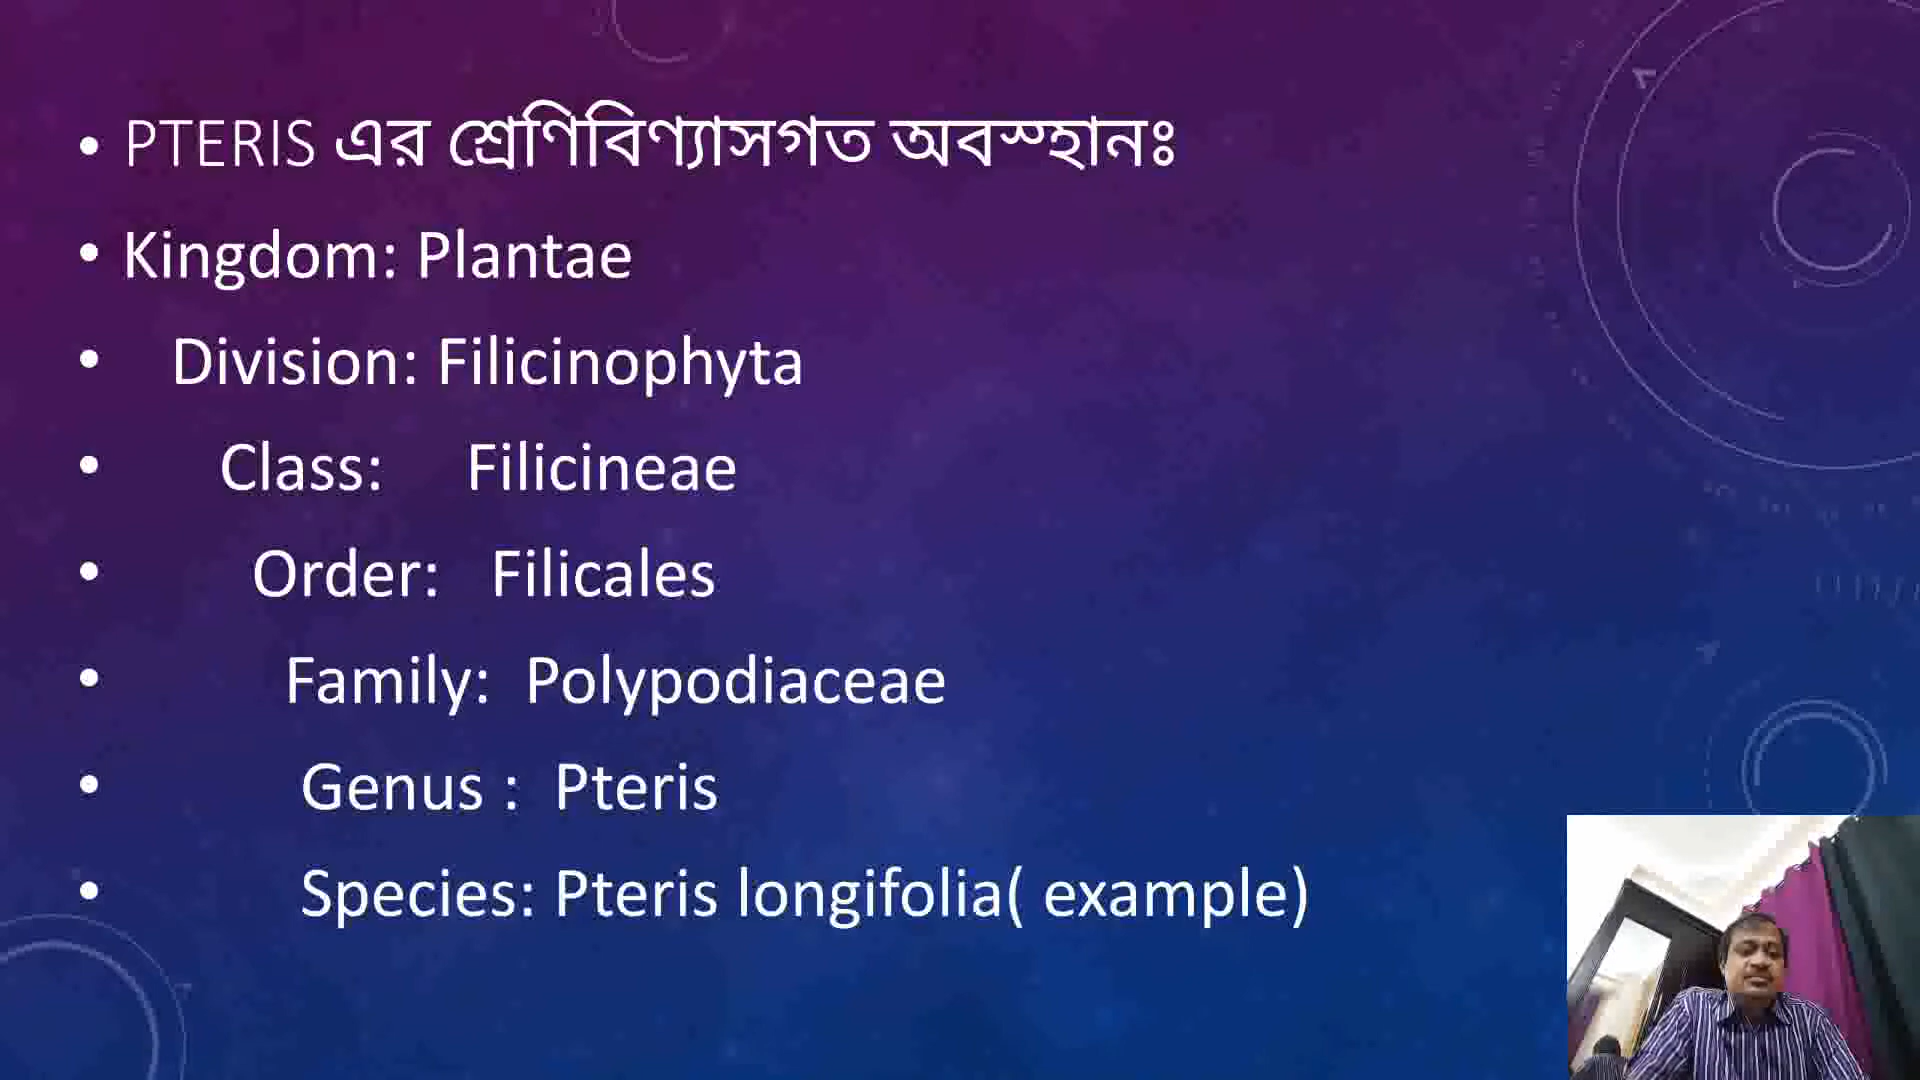 • PTERIS এর শ্রেণিবিণ্যাসগত অবস্হানঃ
• Kingdom: Plantae
• Division: Filicinophyta
• Class: Filicineae
• Order: Filicales
• Family: Polypodiaceae
• Genus : Pteris
• Species: Pteris longifolia( example)